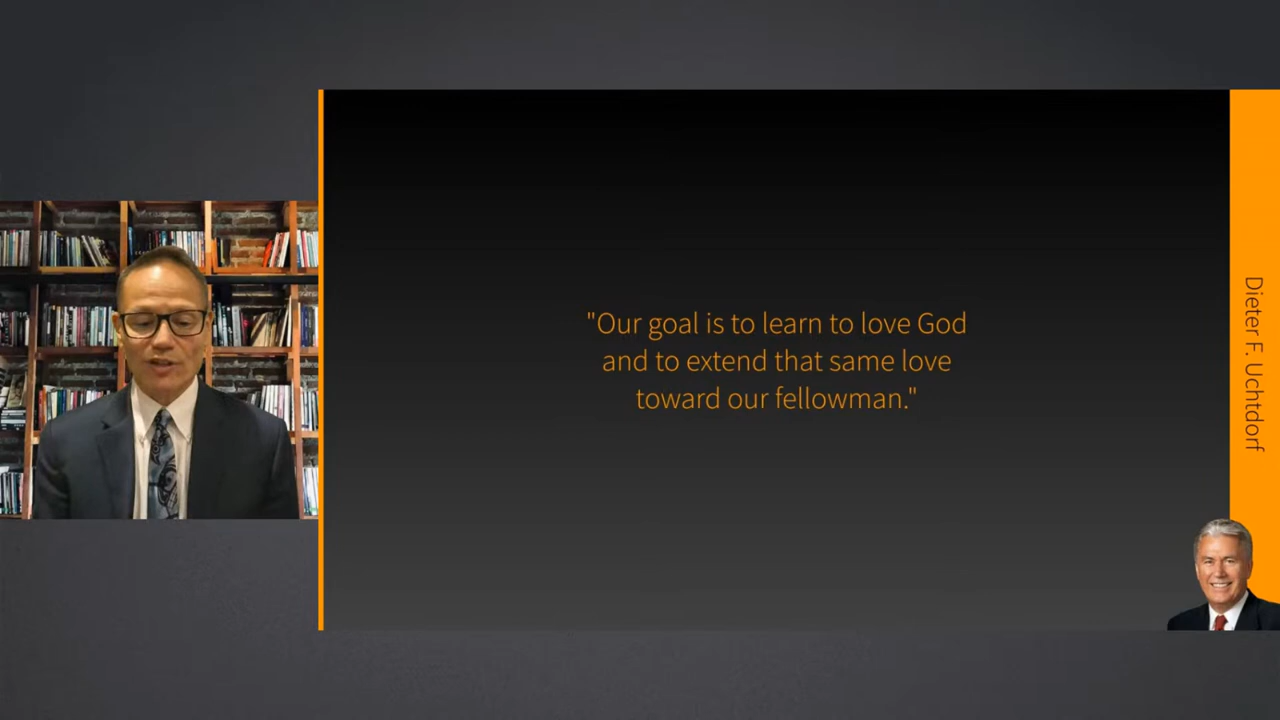 "Our goal is to learn to love God
and to extend that same love
toward our fellowman."
Dieter F. Uchtdorf